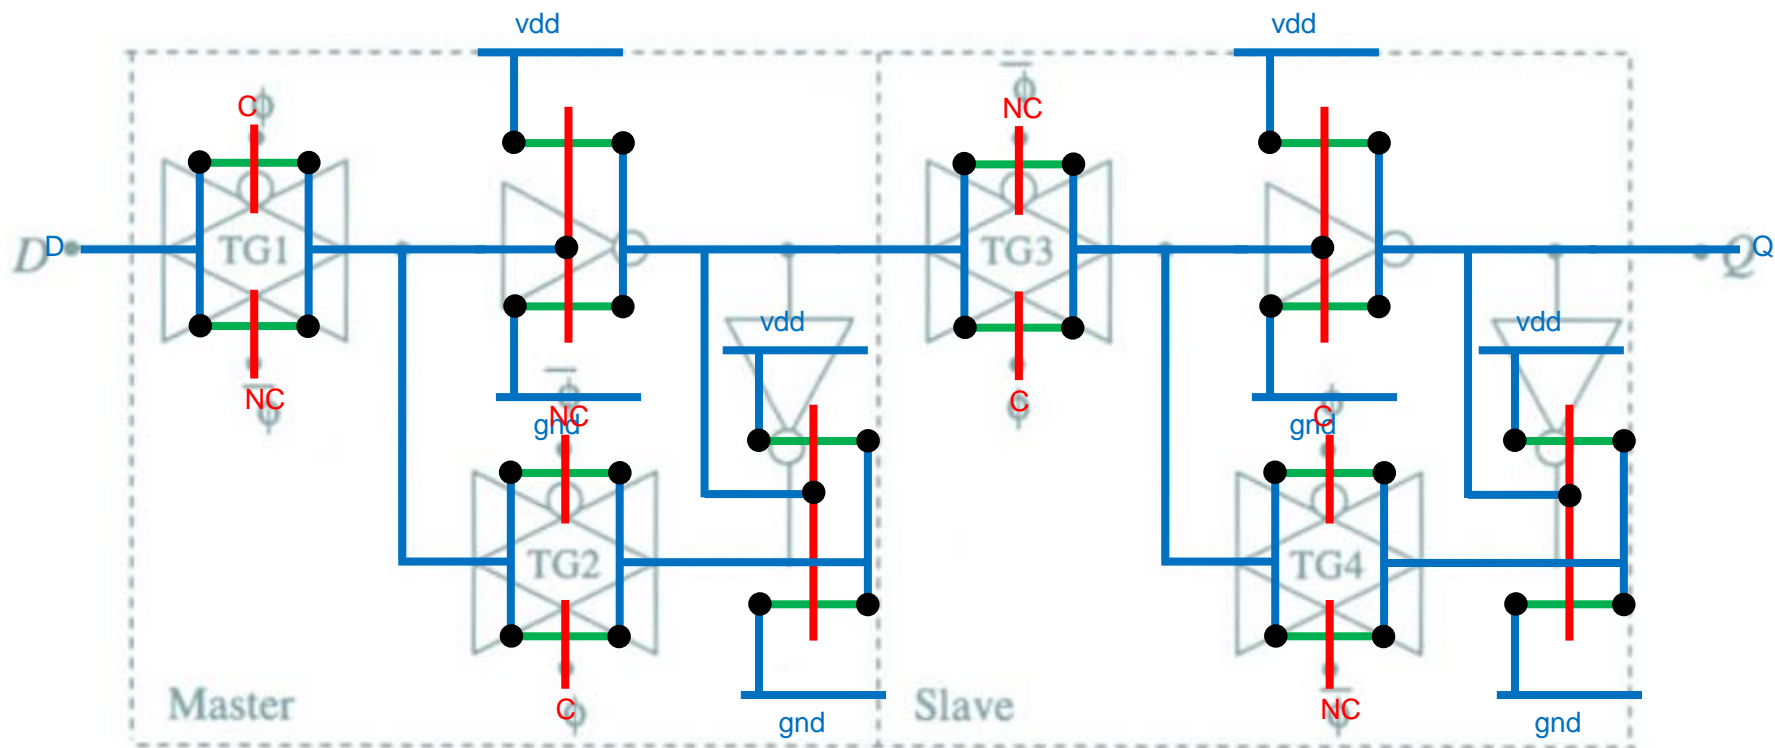 vdd
vdd
C ϕ
ϕ̅
NC
D D
TG1
TG3
Q Q
vdd
vdd
NC
ϕ̅
C
ϕ
ϕ̅
NC
gnd
ϕ
C
gnd
TG2
TG4
Master
C ϕ
gnd
Slave
NC
ϕ̅
gnd